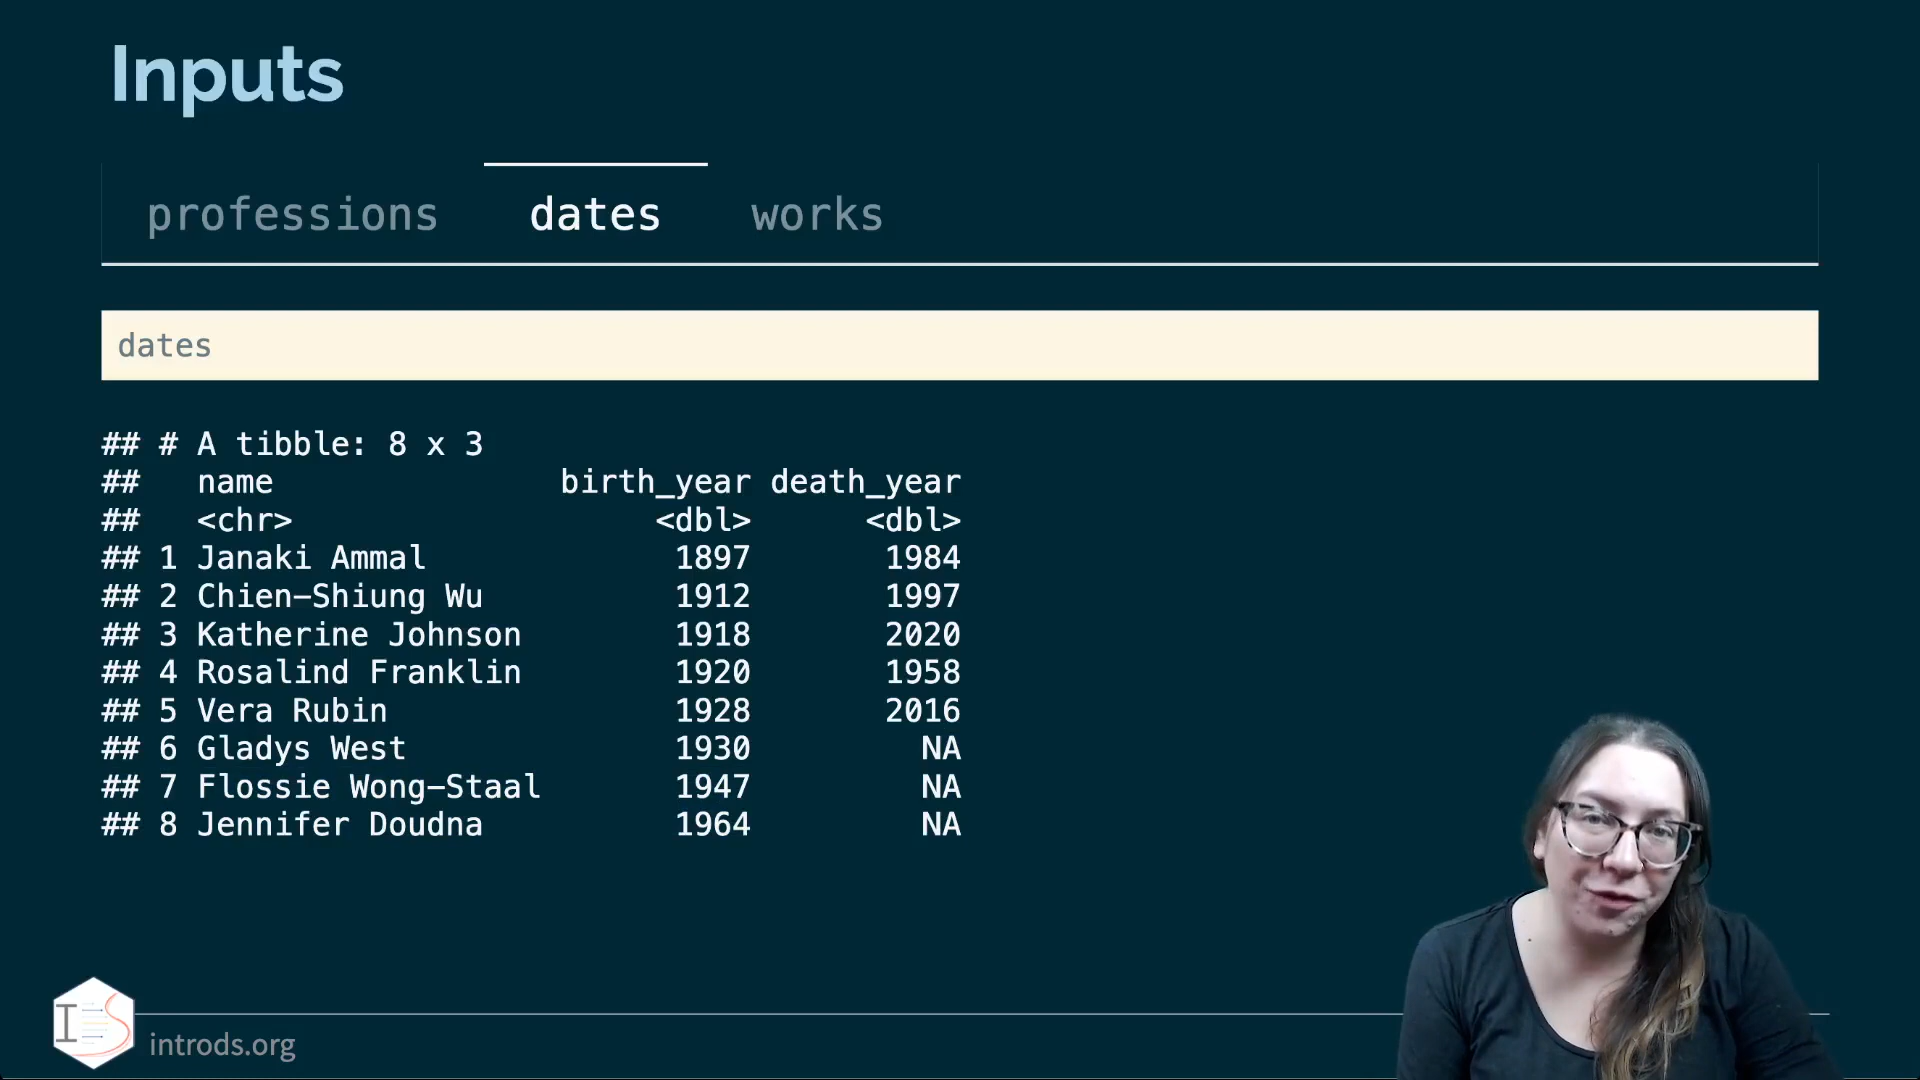 Inputs
professions dates works
dates
## # A tibble: 8 x 3
##   name               birth_year death_year
##   <chr>                   <dbl>      <dbl>
## 1 Janaki Ammal             1897       1984
## 2 Chien–Shiung Wu          1912       1997
## 3 Katherine Johnson        1918       2020
## 4 Rosalind Franklin        1920       1958
## 5 Vera Rubin               1928       2016
## 6 Gladys West              1930         NA
## 7 Flossie Wong–Staal       1947         NA
## 8 Jennifer Doudna          1964         NA
IS
introds.org